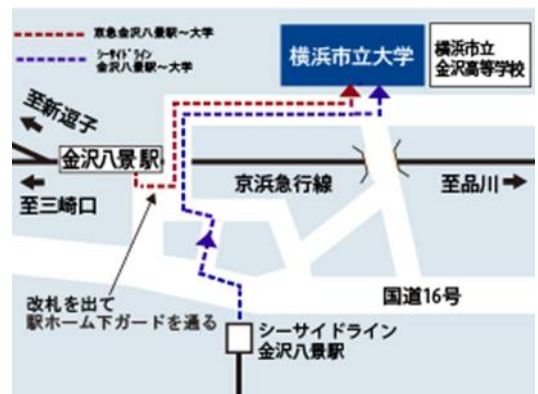 京急金沢八景駅～大学
シーサイドライン
金沢八景駅～大学
横浜市立大学
横浜市立
金沢高等学校
至新逗子
金沢八景駅
京浜急行線
至品川
至三崎口
改札を出て
駅ホーム下ガードを通る
国道16号
シーサイドライン
金沢八景駅